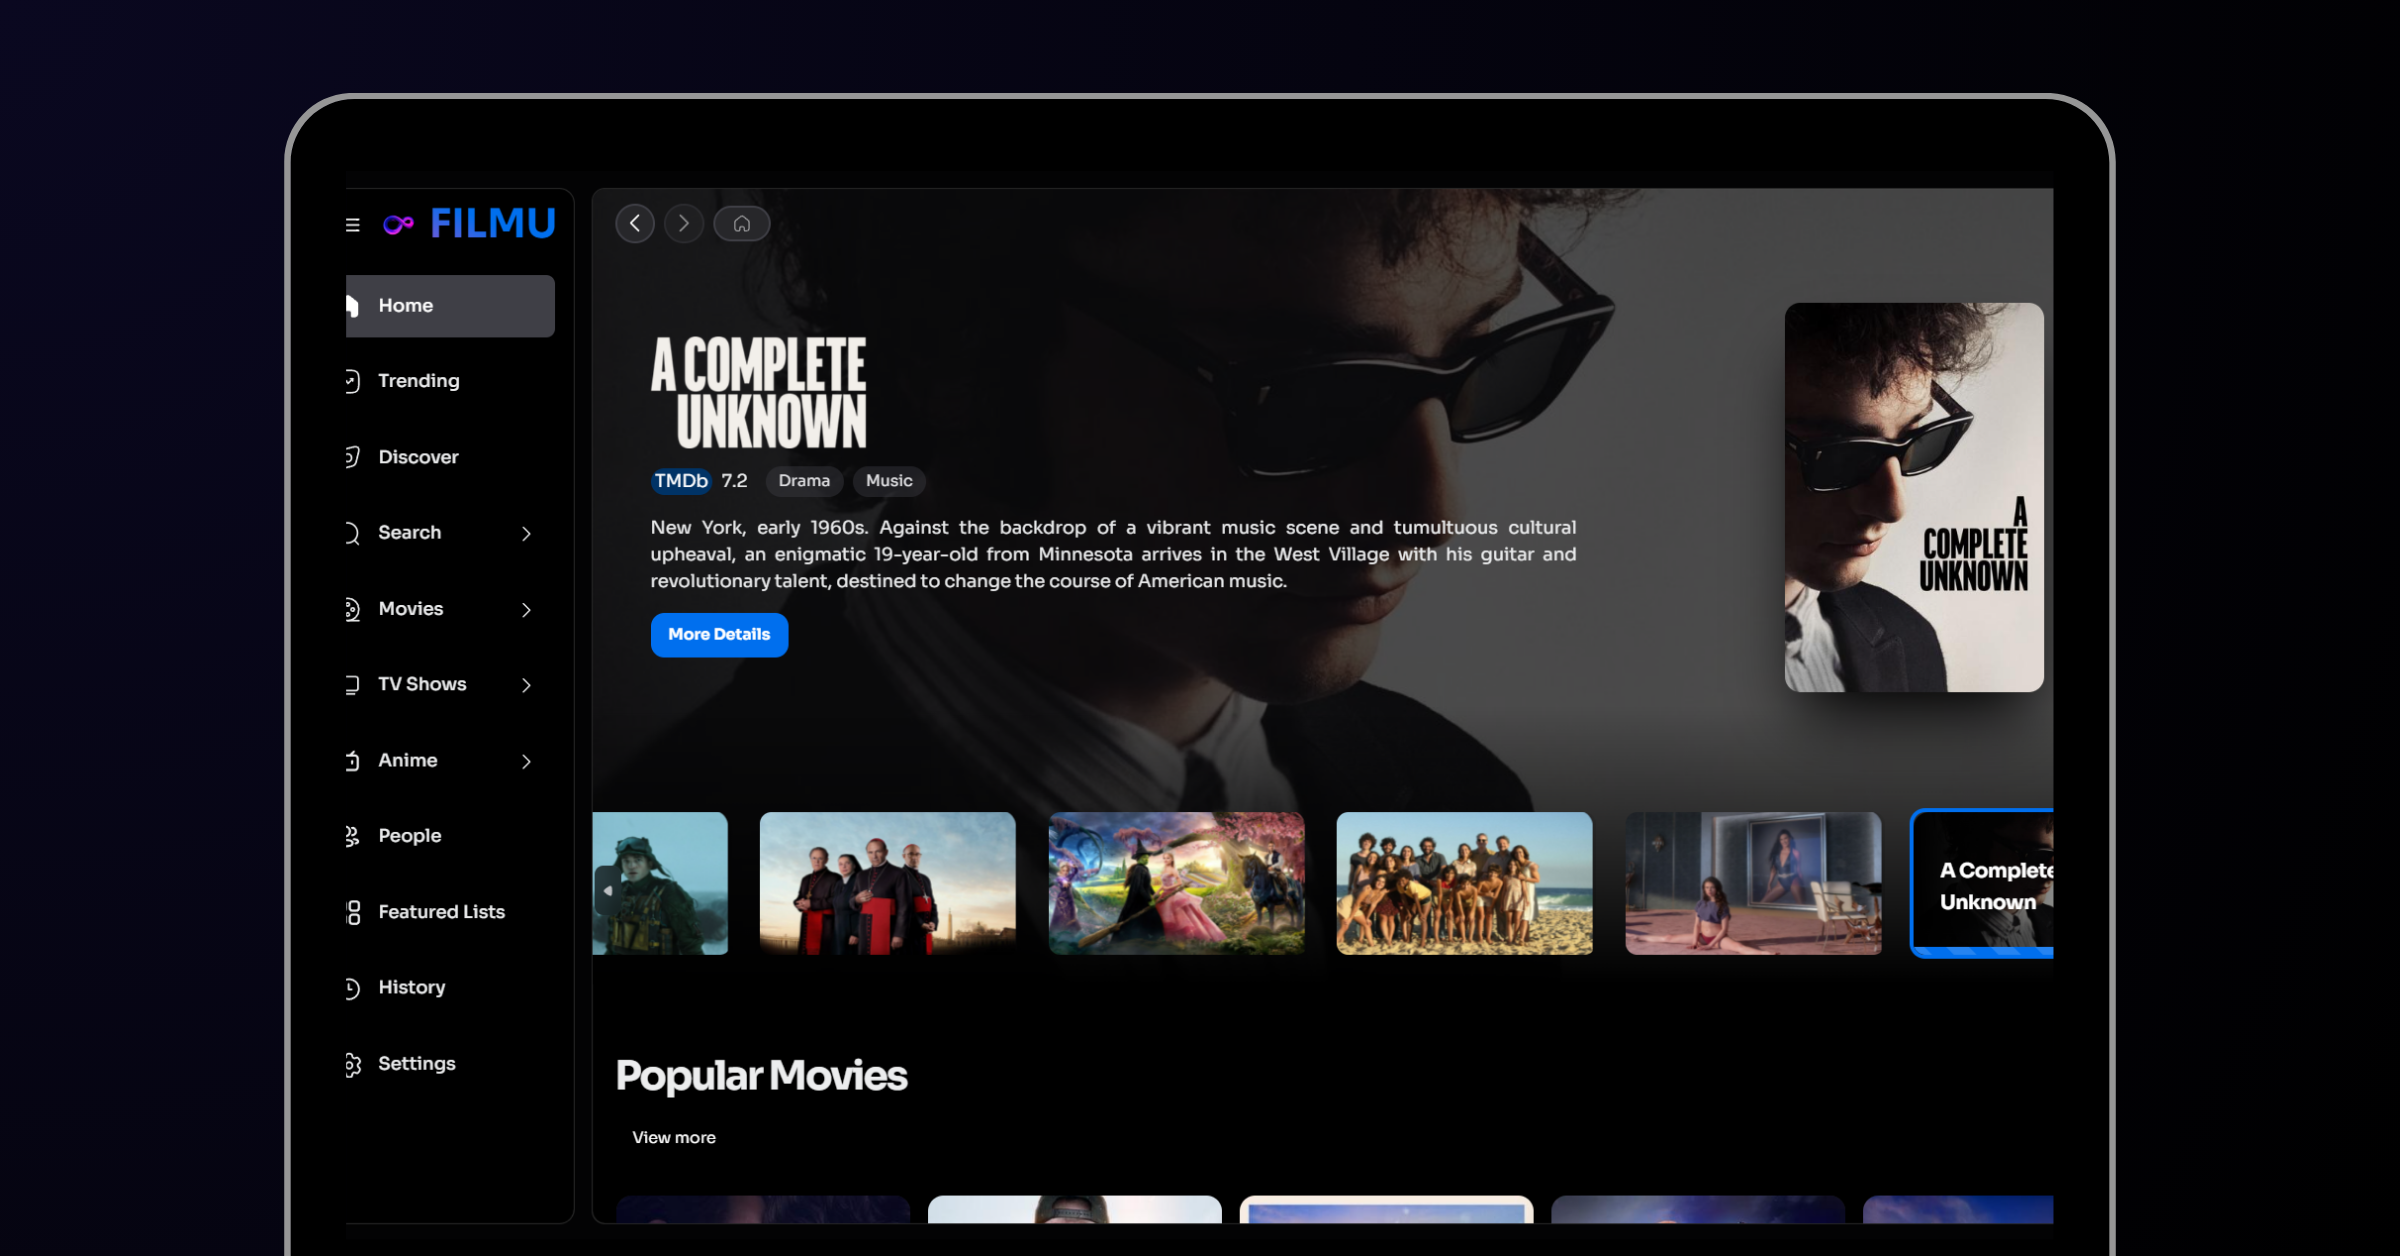 FILMU
Home
Trending
Discover
Search
Movies
TV Shows
Anime
People
Featured Lists
History
Settings
A COMPLETE
UNKNOWN
TMDb 7.2 Drama Music
New York, early 1960s. Against the backdrop of a vibrant music scene and tumultuous cultural
upheaval, an enigmatic 19-year-old from Minnesota arrives in the West Village with his guitar and
revolutionary talent, destined to change the course of American music.
More Details
A
COMPLETE
UNKNOWN
A Complete
Unknown
Popular Movies
View more